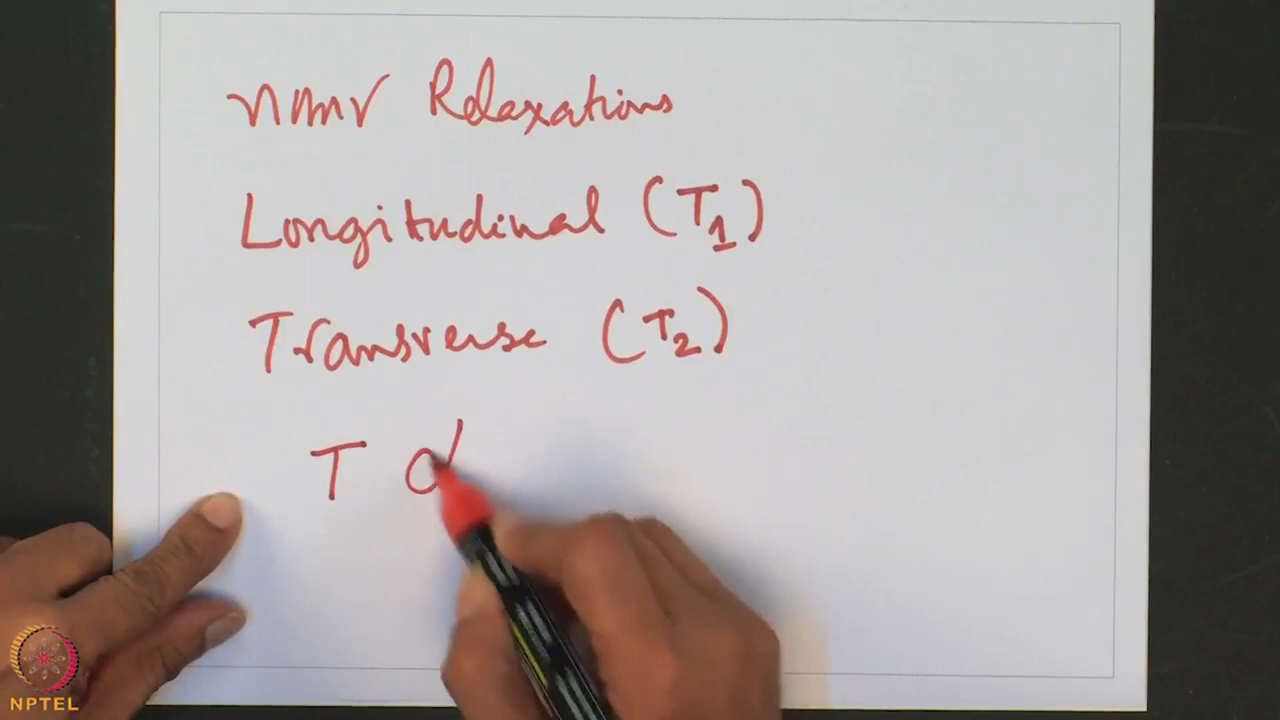 NMR Relaxations
Longitudinal (T1)
Transverse (T2)
T α
NPTEL